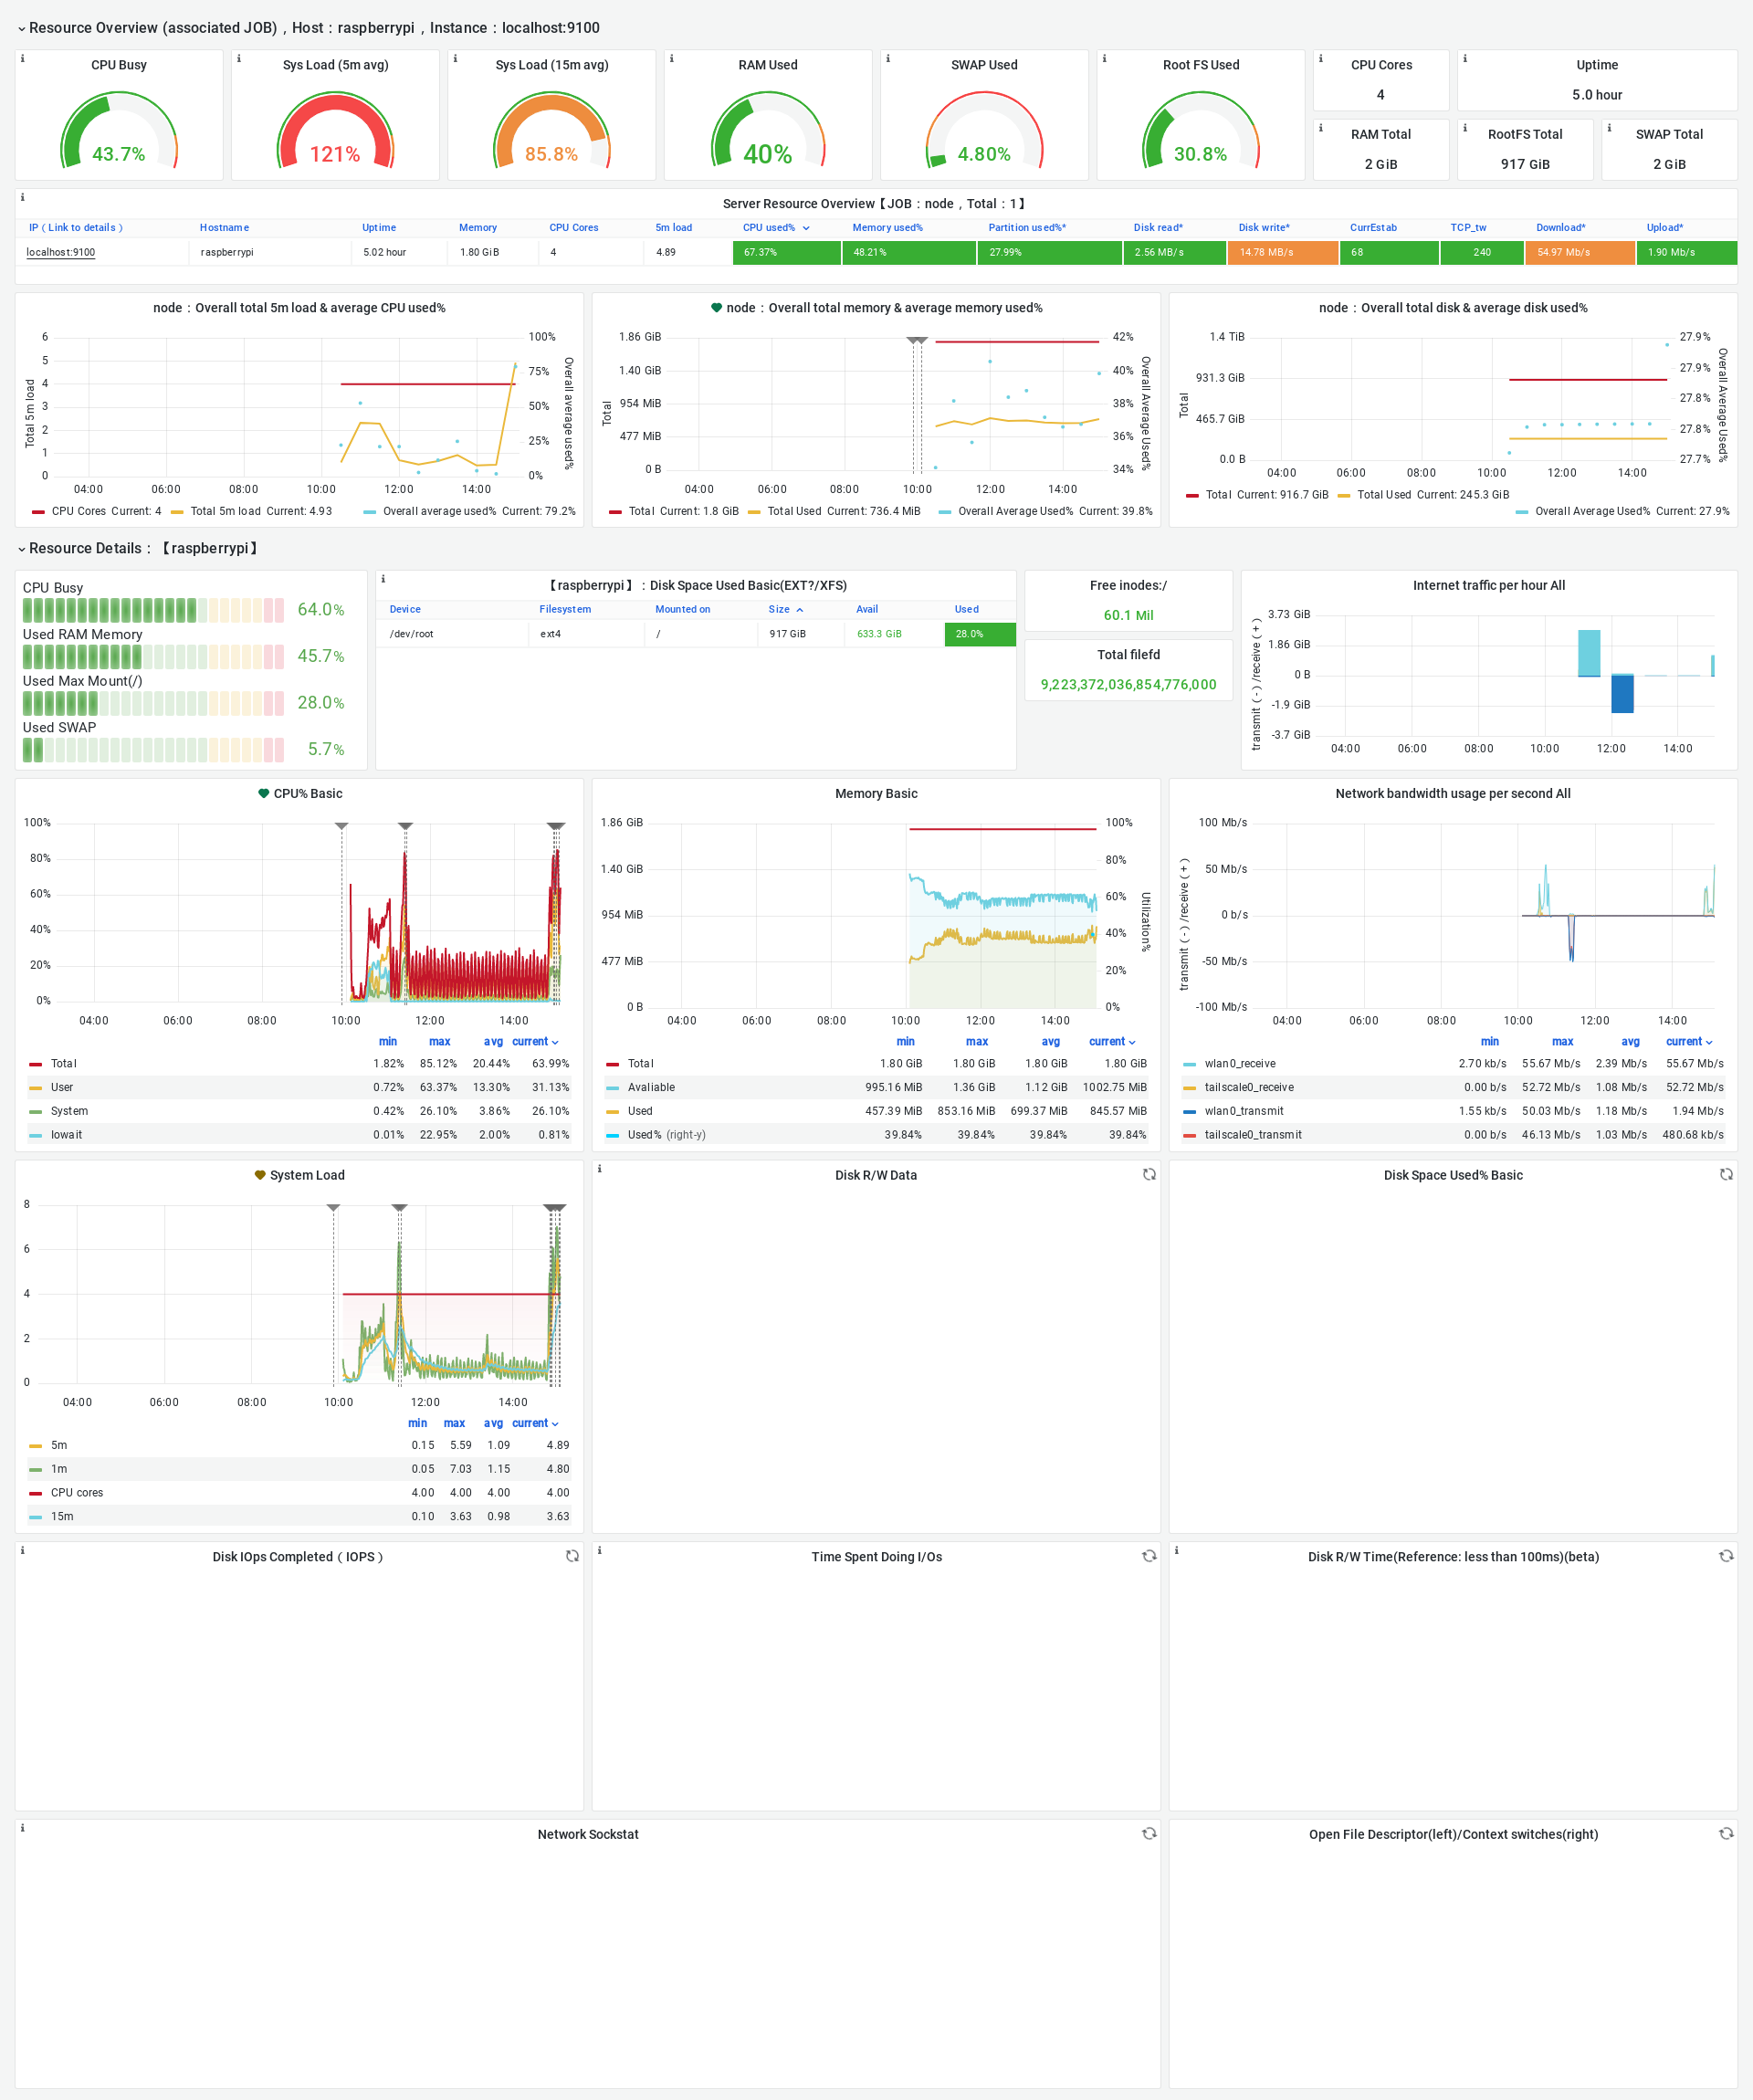 Resource Overview (associated JOB)，Host：raspberrypi，Instance：localhost:9100
CPU Busy
43.7%
Sys Load (5m avg)
121%
Sys Load (15m avg)
85.8%
RAM Used
40%
SWAP Used
4.80%
Root FS Used
30.8%
CPU Cores
4
Uptime
5.0 hour
RAM Total
2 GiB
RootFS Total
917 GiB
SWAP Total
2 GiB
Server Resource Overview【JOB：node，Total：1】
IP（Link to details） Hostname Uptime Memory CPU Cores 5m load CPU used% Memory used% Partition used%* Disk read* Disk write* CurrEstab TCP_tw Download* Upload*
localhost:9100 raspberrypi 5.02 hour 1.80 GiB 4 4.89 67.37% 48.21% 27.99% 2.56 MB/s 14.78 MB/s 68 240 54.97 Mb/s 1.90 Mb/s
node：Overall total 5m load & average CPU used%
Total 5m load
6
5
4
3
2
1
0
100%
75%
50%
25%
0%
Overall average used%
04:00 06:00 08:00 10:00 12:00 14:00
CPU Cores Current: 4 Total 5m load Current: 4.93 Overall average used% Current: 79.2%
node：Overall total memory & average memory used%
Total
1.86 GiB
1.40 GiB
954 MiB
477 MiB
0 B
42%
40%
38%
36%
34%
Overall Average Used%
04:00 06:00 08:00 10:00 12:00 14:00
Total Current: 1.8 GiB Total Used Current: 736.4 MiB Overall Average Used% Current: 39.8%
node：Overall total disk & average disk used%
Total
1.4 TiB
931.3 GiB
465.7 GiB
0.0 B
27.9%
27.9%
27.8%
27.8%
27.7%
Overall Average Used%
04:00 06:00 08:00 10:00 12:00 14:00
Total Current: 916.7 GiB Total Used Current: 245.3 GiB
Overall Average Used% Current: 27.9%
Resource Details：【raspberrypi】
CPU Busy
64.0%
Used RAM Memory
45.7%
Used Max Mount(/)
28.0%
Used SWAP
5.7%
【raspberrypi】：Disk Space Used Basic(EXT?/XFS)
Device Filesystem Mounted on Size Avail Used
/dev/root ext4 / 917 GiB 633.3 GiB 28.0%
Free inodes:/
60.1 Mil
Total filefd
9,223,372,036,854,776,000
Internet traffic per hour All
transmit（-）/receive（+）
3.73 GiB
1.86 GiB
0 B
-1.9 GiB
-3.7 GiB
04:00 06:00 08:00 10:00 12:00 14:00
CPU% Basic
100%
80%
60%
40%
20%
0%
04:00 06:00 08:00 10:00 12:00 14:00
min max avg current
Total 1.82% 85.12% 20.44% 63.99%
User 0.72% 63.37% 13.30% 31.13%
System 0.42% 26.10% 3.86% 26.10%
Iowait 0.01% 22.95% 2.00% 0.81%
Memory Basic
1.86 GiB
1.40 GiB
954 MiB
477 MiB
0 B
100%
80%
60%
40%
20%
0%
Utilization%
04:00 06:00 08:00 10:00 12:00 14:00
min max avg current
Total 1.80 GiB 1.80 GiB 1.80 GiB 1.80 GiB
Avaliable 995.16 MiB 1.36 GiB 1.12 GiB 1002.75 MiB
Used 457.39 MiB 853.16 MiB 699.37 MiB 845.57 MiB
Used% (right-y) 39.84% 39.84% 39.84% 39.84%
Network bandwidth usage per second All
transmit（-）/receive（+）
100 Mb/s
50 Mb/s
0 b/s
-50 Mb/s
-100 Mb/s
04:00 06:00 08:00 10:00 12:00 14:00
min max avg current
wlan0_receive 2.70 kb/s 55.67 Mb/s 2.39 Mb/s 55.67 Mb/s
tailscale0_receive 0.00 b/s 52.72 Mb/s 1.08 Mb/s 52.72 Mb/s
wlan0_transmit 1.55 kb/s 50.03 Mb/s 1.18 Mb/s 1.94 Mb/s
tailscale0_transmit 0.00 b/s 46.13 Mb/s 1.03 Mb/s 480.68 kb/s
System Load
8
6
4
2
0
04:00 06:00 08:00 10:00 12:00 14:00
min max avg current
5m 0.15 5.59 1.09 4.89
1m 0.05 7.03 1.15 4.80
CPU cores 4.00 4.00 4.00 4.00
15m 0.10 3.63 0.98 3.63
Disk R/W Data
Disk Space Used% Basic
Disk IOps Completed（IOPS）
Time Spent Doing I/Os
Disk R/W Time(Reference: less than 100ms)(beta)
Network Sockstat
Open File Descriptor(left)/Context switches(right)